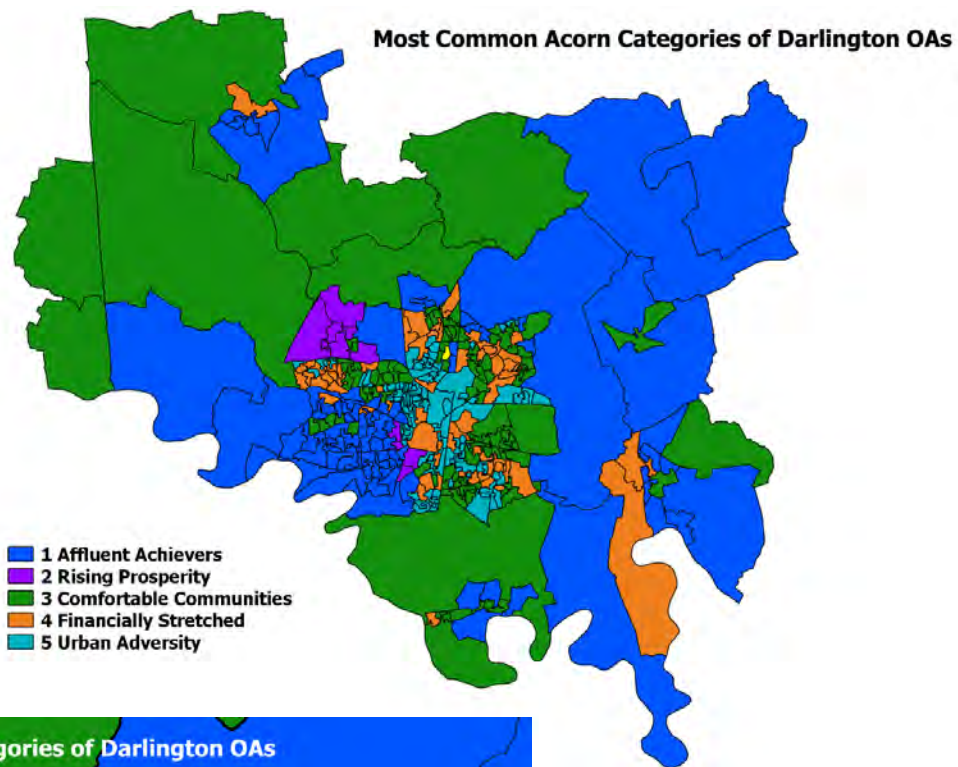 Most Common Acorn Categories of Darlington OAs
1 Affluent Achievers
2 Rising Prosperity
3 Comfortable Communities
4 Financially Stretched
5 Urban Adversity
gories of Darlington OAs